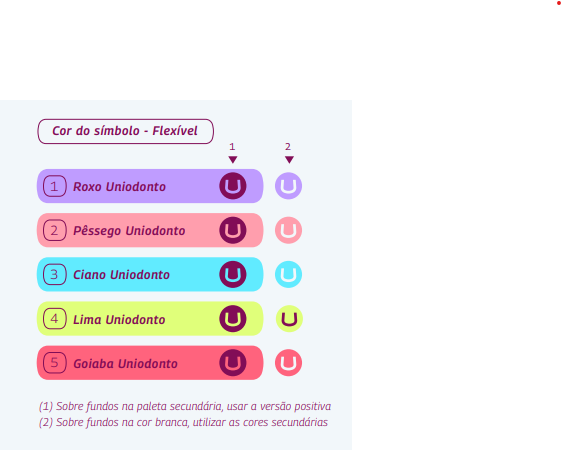 Cor do símbolo - Flexível
1 2
1 Roxo Uniodonto
2 Pêssego Uniodonto
3 Ciano Uniodonto
4 Lima Uniodonto
5 Goiaba Uniodonto
(1) Sobre fundos na paleta secundária, usar a versão positiva
(2) Sobre fundos na cor branca, utilizar as cores secundárias